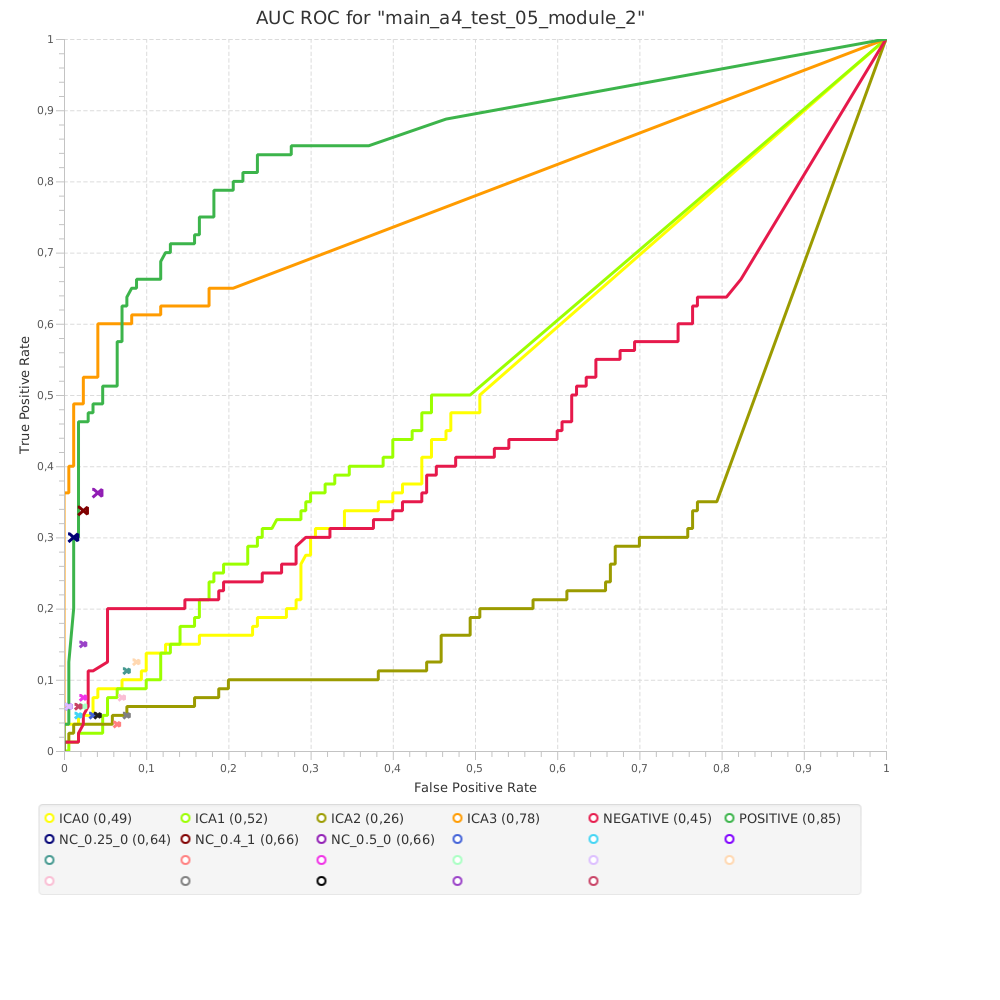 AUC ROC for "main_a4_test_05_module_2"
1
0,9
0,8
0,7
0,6
0,5
0,4
0,3
0,2
0,1
0
True Positive Rate
0 0,1 0,2 0,3 0,4 0,5 0,6 0,7 0,8 0,9 1
False Positive Rate
ICA0 (0,49) ICA1 (0,52) ICA2 (0,26) ICA3 (0,78) NEGATIVE (0,45) POSITIVE (0,85)
NC_0.25_0 (0,64) NC_0.4_1 (0,66) NC_0.5_0 (0,66)